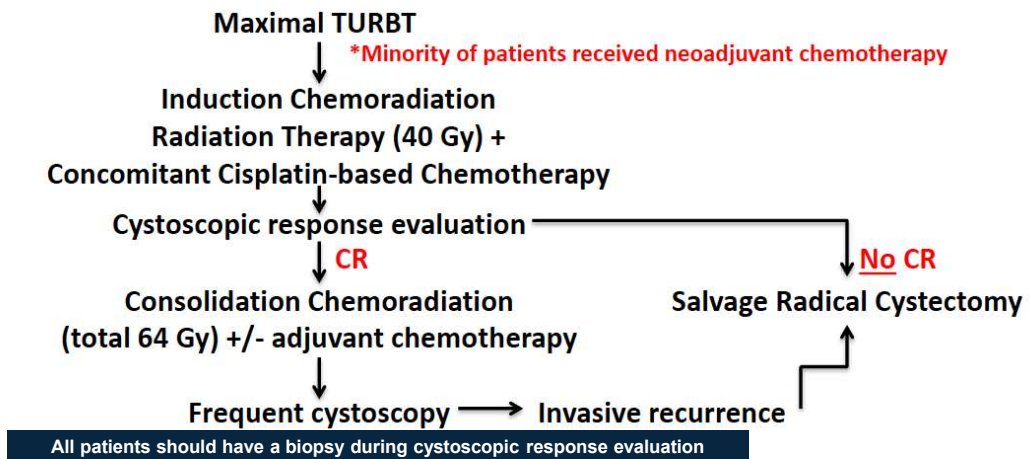 Maximal TURBT
*Minority of patients received neoadjuvant chemotherapy
Induction Chemoradiation
Radiation Therapy (40 Gy) +
Concomitant Cisplatin-based Chemotherapy
Cystoscopic response evaluation
CR
No CR
Consolidation Chemoradiation
(total 64 Gy) +/- adjuvant chemotherapy
Salvage Radical Cystectomy
Frequent cystoscopy
Invasive recurrence
All patients should have a biopsy during cystoscopic response evaluation